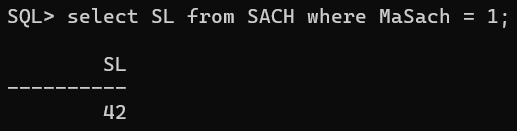 SQL> select SL from SACH where MaSach = 1;
SL
----------
42